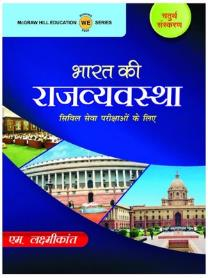 McGRAW HILL EDUCATION WE SERIES
चतुर्थ
संस्करण
भारत की
राजव्यवस्था
सिविल सेवा परीक्षाओं के लिए
एम. लक्ष्मीकांत